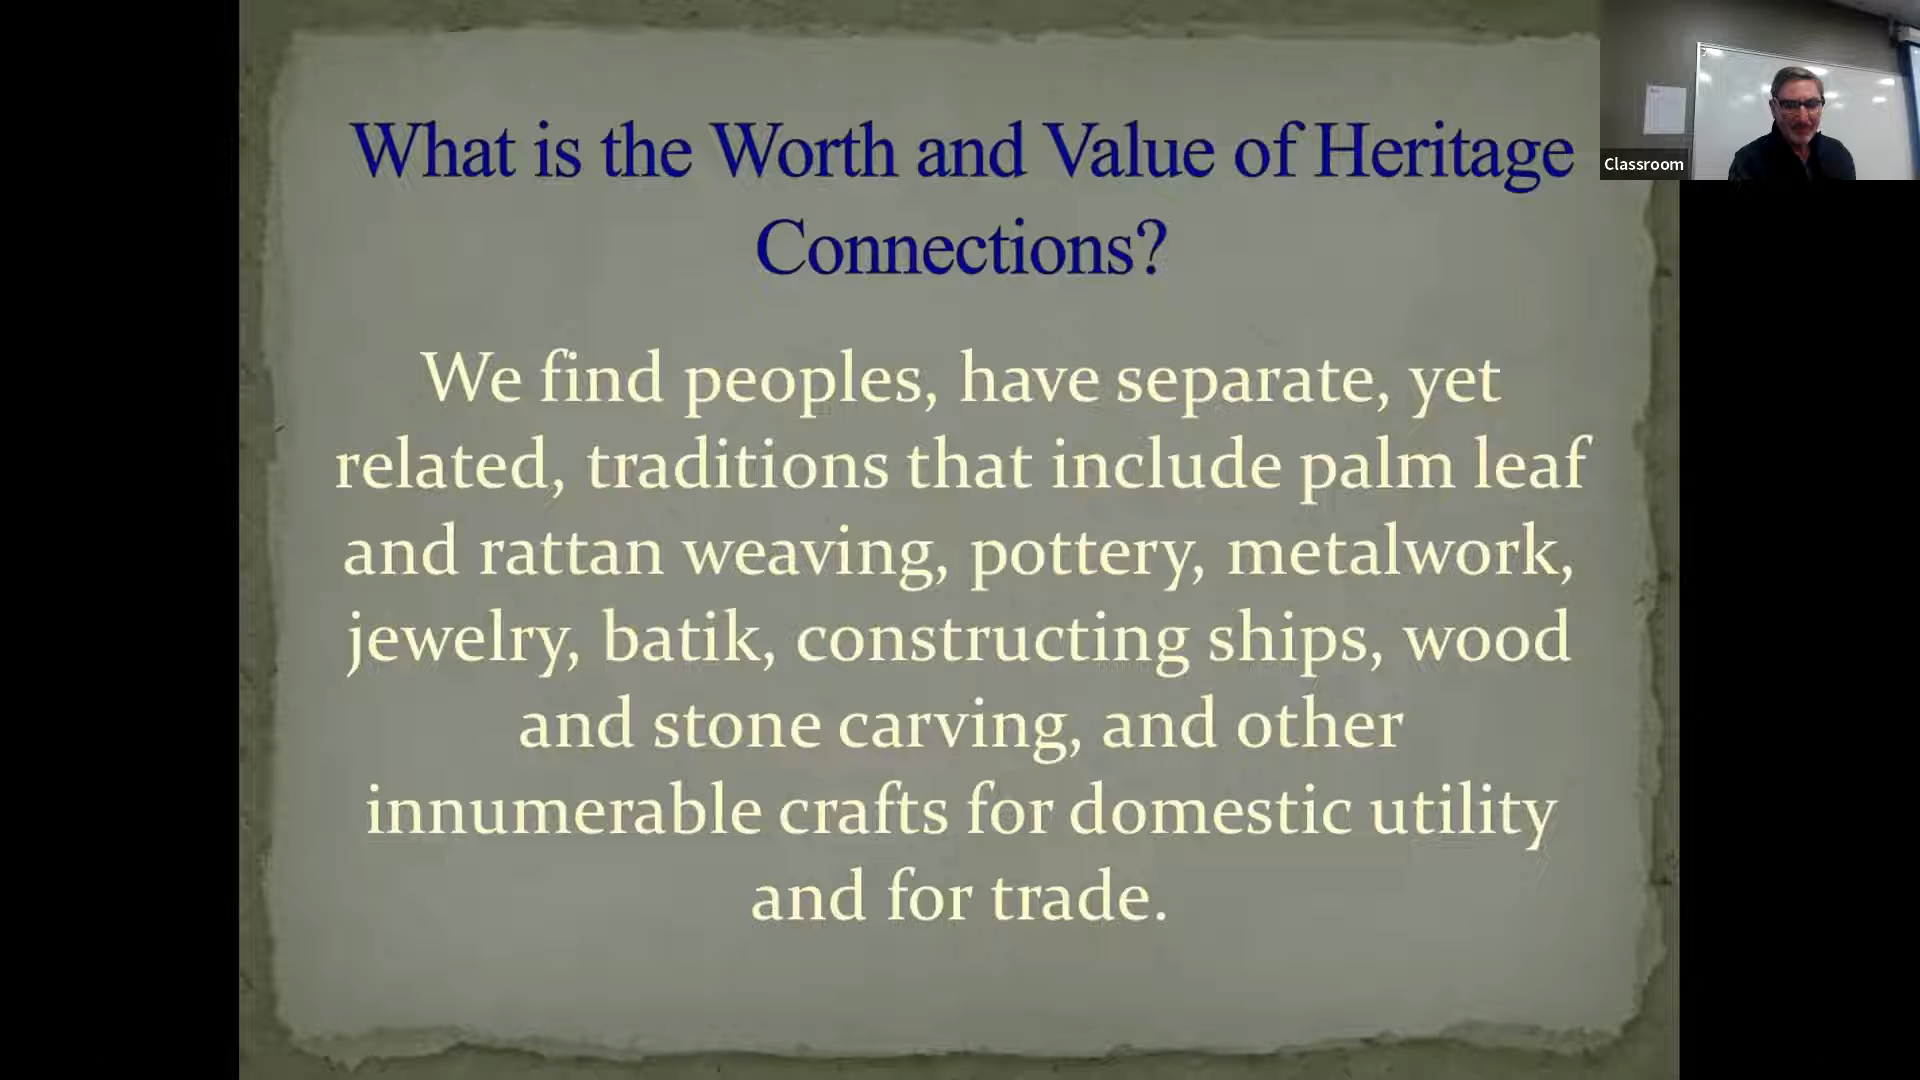 What is the Worth and Value of Heritage
Connections?
We find peoples, have separate, yet
related, traditions that include palm leaf
and rattan weaving, pottery, metalwork,
jewelry, batik, constructing ships, wood
and stone carving, and other
innumerable crafts for domestic utility
and for trade.
Classroom